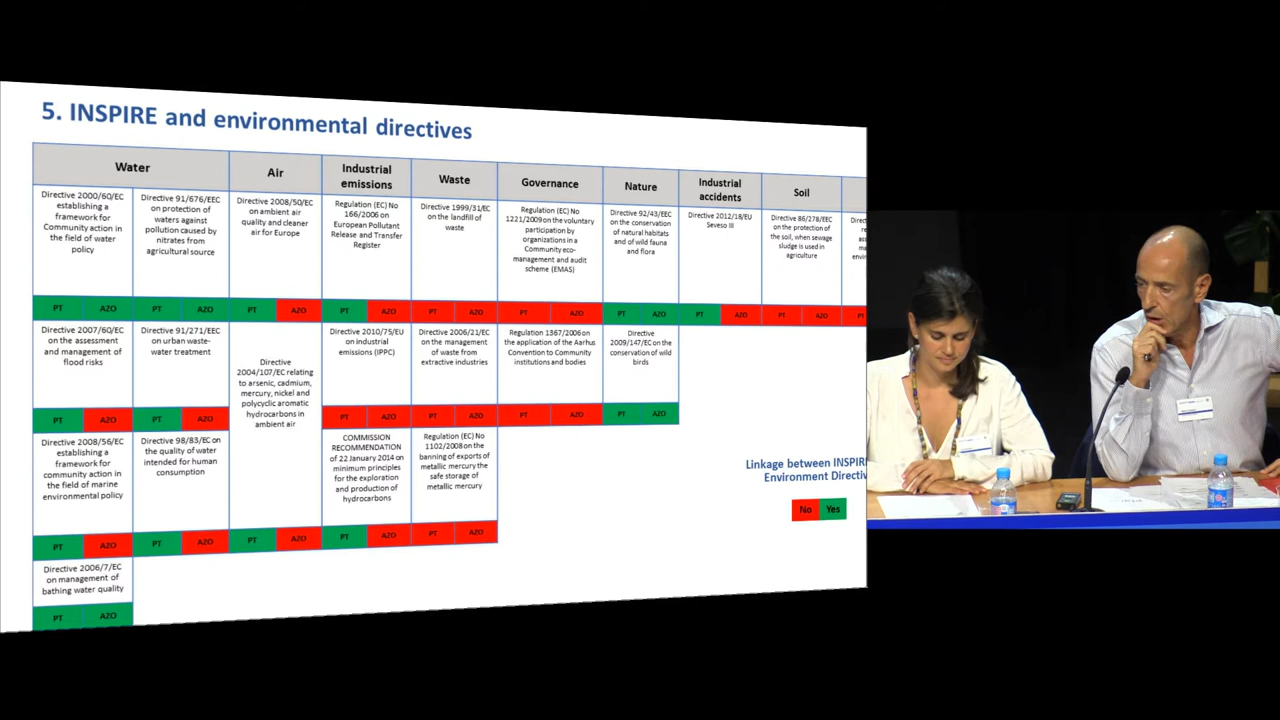 5. INSPIRE and environmental directives
Water
Air
Industrial
emissions
Waste
Governance
Nature
Industrial
accidents
Soil
Directive 2000/60/EC
establishing a
framework for
Community action in
the field of water
policy
Directive 91/676/EEC
on protection of
waters against
pollution caused by
nitrates from
agricultural source
Directive 2008/50/EC
on ambient air
quality and cleaner
air for Europe
Regulation (EC) No
166/2006 on
European Pollutant
Release and Transfer
Register
Directive 1999/31/EC
on the landfill of
waste
Regulation (EC) No
1221/2009 on the voluntary
participation by
organizations in a
Community eco-
management and audit
scheme (EMAS)
Directive 92/43/EEC
on the conservation
of natural habitats
and of wild fauna
and flora
Directive 2012/18/EU
Seveso III
Directive 86/278/EEC
on the protection of
the soil, when sewage
sludge is used in
agriculture
PT AZO PT AZO PT AZO PT AZO PT AZO PT AZO PT AZO PT AZO PT AZO PT
Directive 2007/60/EC
on the assessment
and management of
flood risks
Directive 91/271/EEC
on urban waste-
water treatment
Directive
2004/107/EC relating
to arsenic, cadmium,
mercury, nickel and
polycyclic aromatic
hydrocarbons in
ambient air
Directive 2010/75/EU
on industrial
emissions (IPPC)
Directive 2006/21/EC
on the management
of waste from
extractive industries
Regulation 1367/2006 on
the application of the Aarhus
Convention to Community
institutions and bodies
Directive
2009/147/EC on the
conservation of wild
birds
PT AZO PT AZO PT AZO PT AZO PT AZO PT AZO
Directive 2008/56/EC
establishing a
framework for
community action in
the field of marine
environmental policy
Directive 98/83/EC on
the quality of water
intended for human
consumption
COMMISSION
RECOMMENDATION
of 22 January 2014 on
minimum principles
for the exploration
and production of
hydrocarbons
Regulation (EC) No
1102/2008 on the
banning of exports of
metallic mercury the
safe storage of
metallic mercury
PT AZO PT AZO PT AZO PT AZO PT AZO
Directive 2006/7/EC
on management of
bathing water quality
PT AZO
Linkage between INSPIR
Environment Directiv
No Yes